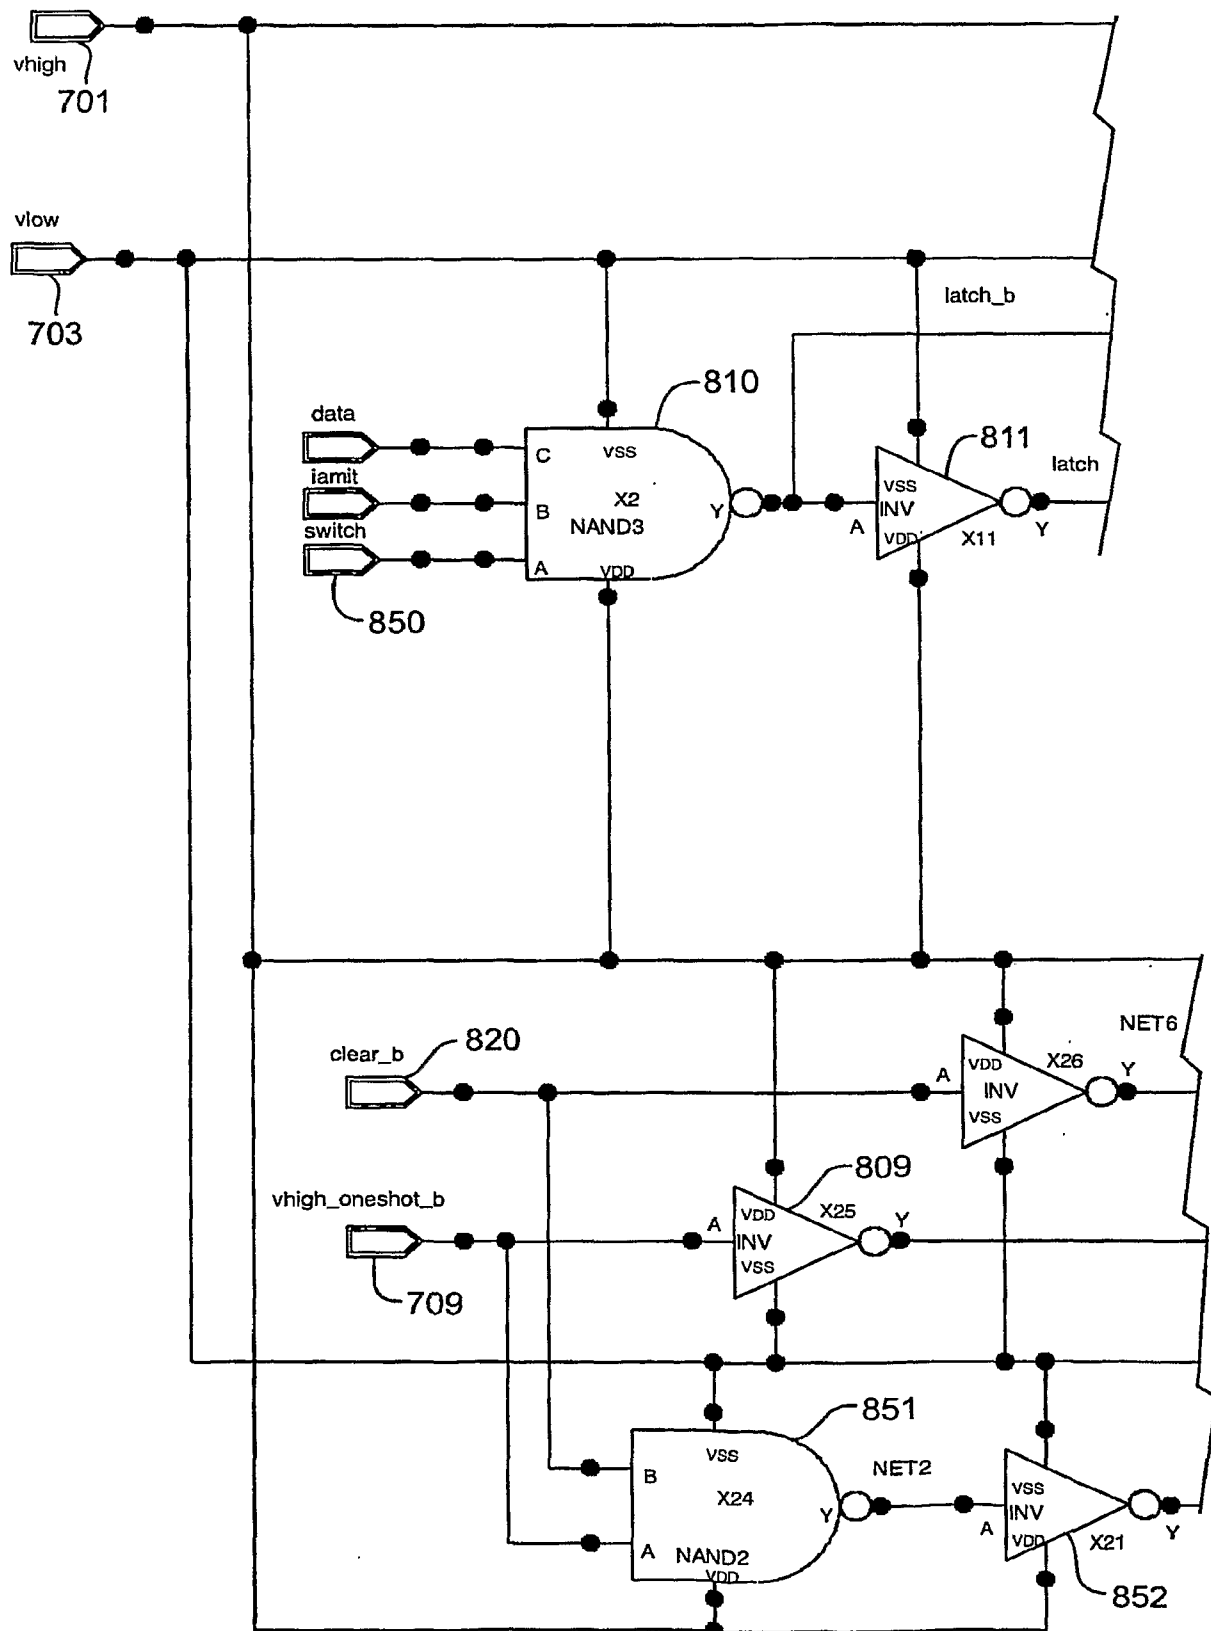 vhigh
701
vlow
703
latch_b
810
data
C
VSS
811
latch
iamit
B
X2
NAND3
Y
VSS
INV
A
Y
switch
A
VDD
VDD
X11
850
820
clear_b
NET6
A
VDD
X26
Y
INV
VSS
809
vhigh_oneshot_b
A
VDD
X25
Y
INV
VSS
709
851
VSS
B
X24
NET2
Y
VSS
INV
A
Y
A
NAND2
VDD
VDD
X21
852